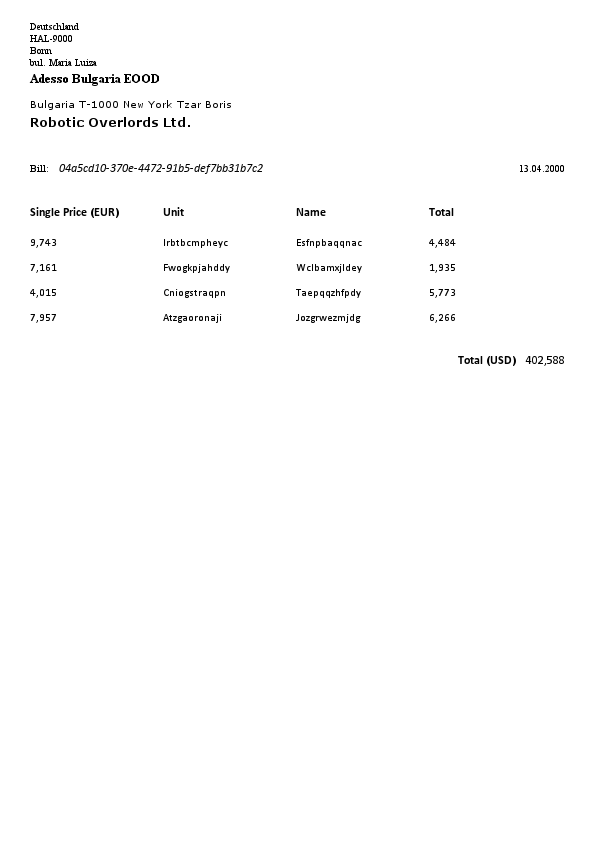 Deutschland
HAL-9000
Bonn
bul. Maria Luiza
Adesso Bulgaria EOOD
Bulgaria T-1000 New York Tzar Boris
Robotic Overlords Ltd.
Bill: 04a5cd10-370e-4472-91b5-def7bb31b7c2 13.04.2000
Single Price (EUR) Unit Name Total
9,743 Irbtbcmpheyc Esfnpbaqqnac 4,484
7,161 Fwogkpjahddy Wclbamxjldey 1,935
4,015 Cniogstraqpn Taepqqzhfpdy 5,773
7,957 Atzgaoronaji Jozgrwezmjdg 6,266
Total (USD) 402,588